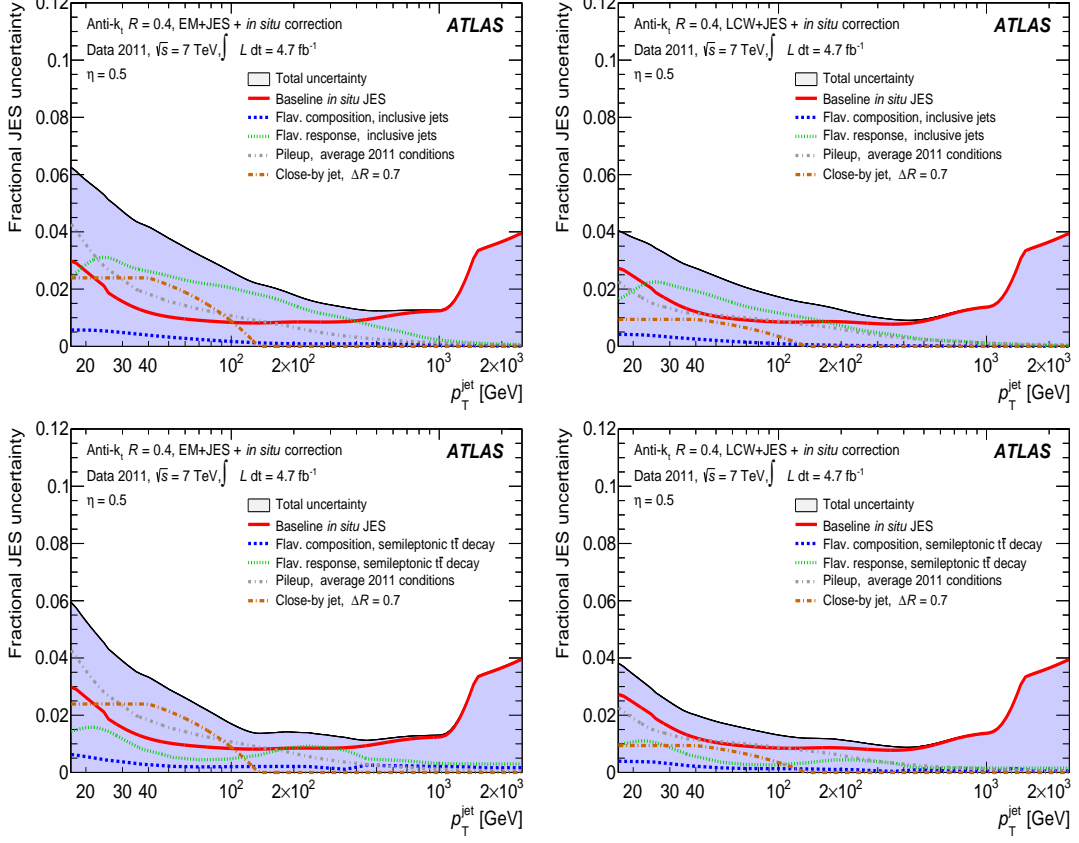 Fractional JES uncertainty
0.12
0.1
0.08
0.06
0.04
0.02
0
Anti-kt R = 0.4, EM+JES + in situ correction
ATLAS
Data 2011, √s = 7 TeV, ∫ L dt = 4.7 fb⁻¹
η = 0.5
Total uncertainty
Baseline in situ JES
Flav. composition, inclusive jets
Flav. response, inclusive jets
Pileup, average 2011 conditions
Close-by jet, ΔR = 0.7
20 30 40 10² 2×10² 10³ 2×10³
p_T^jet [GeV]
Fractional JES uncertainty
0.12
0.1
0.08
0.06
0.04
0.02
0
Anti-kt R = 0.4, LCW+JES + in situ correction
ATLAS
Data 2011, √s = 7 TeV, ∫ L dt = 4.7 fb⁻¹
η = 0.5
Total uncertainty
Baseline in situ JES
Flav. composition, inclusive jets
Flav. response, inclusive jets
Pileup, average 2011 conditions
Close-by jet, ΔR = 0.7
20 30 40 10² 2×10² 10³ 2×10³
p_T^jet [GeV]
Fractional JES uncertainty
0.12
0.1
0.08
0.06
0.04
0.02
0
Anti-kt R = 0.4, EM+JES + in situ correction
ATLAS
Data 2011, √s = 7 TeV, ∫ L dt = 4.7 fb⁻¹
η = 0.5
Total uncertainty
Baseline in situ JES
Flav. composition, semileptonic tt̄ decay
Flav. response, semileptonic tt̄ decay
Pileup, average 2011 conditions
Close-by jet, ΔR = 0.7
20 30 40 10² 2×10² 10³ 2×10³
p_T^jet [GeV]
Fractional JES uncertainty
0.12
0.1
0.08
0.06
0.04
0.02
0
Anti-kt R = 0.4, LCW+JES + in situ correction
ATLAS
Data 2011, √s = 7 TeV, ∫ L dt = 4.7 fb⁻¹
η = 0.5
Total uncertainty
Baseline in situ JES
Flav. composition, semileptonic tt̄ decay
Flav. response, semileptonic tt̄ decay
Pileup, average 2011 conditions
Close-by jet, ΔR = 0.7
20 30 40 10² 2×10² 10³ 2×10³
p_T^jet [GeV]